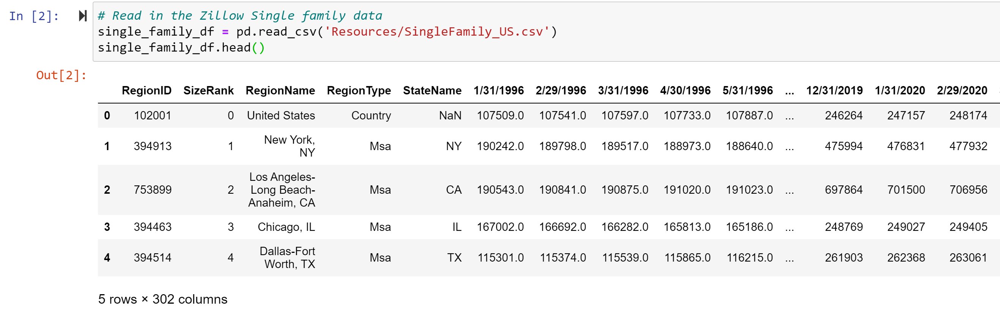 In [2]:
# Read in the Zillow Single family data
single_family_df = pd.read_csv('Resources/SingleFamily_US.csv')
single_family_df.head()
Out[2]:
RegionID SizeRank RegionName RegionType StateName 1/31/1996 2/29/1996 3/31/1996 4/30/1996 5/31/1996 ... 12/31/2019 1/31/2020 2/29/2020
0 102001 0 United States Country NaN 107509.0 107541.0 107597.0 107733.0 107887.0 ... 246264 247157 248174
New York,
1 394913 1 Msa NY 190242.0 189798.0 189517.0 188973.0 188640.0 ... 475994 476831 477932
NY
Los Angeles-
2 753899 2 Long Beach- Msa CA 190543.0 190841.0 190875.0 191020.0 191023.0 ... 697864 701500 706956
Anaheim, CA
3 394463 3 Chicago, IL Msa IL 167002.0 166692.0 166282.0 165813.0 165186.0 ... 248769 249027 249405
Dallas-Fort
4 394514 4 Msa TX 115301.0 115374.0 115539.0 115865.0 116215.0 ... 261903 262368 263061
Worth, TX
5 rows × 302 columns